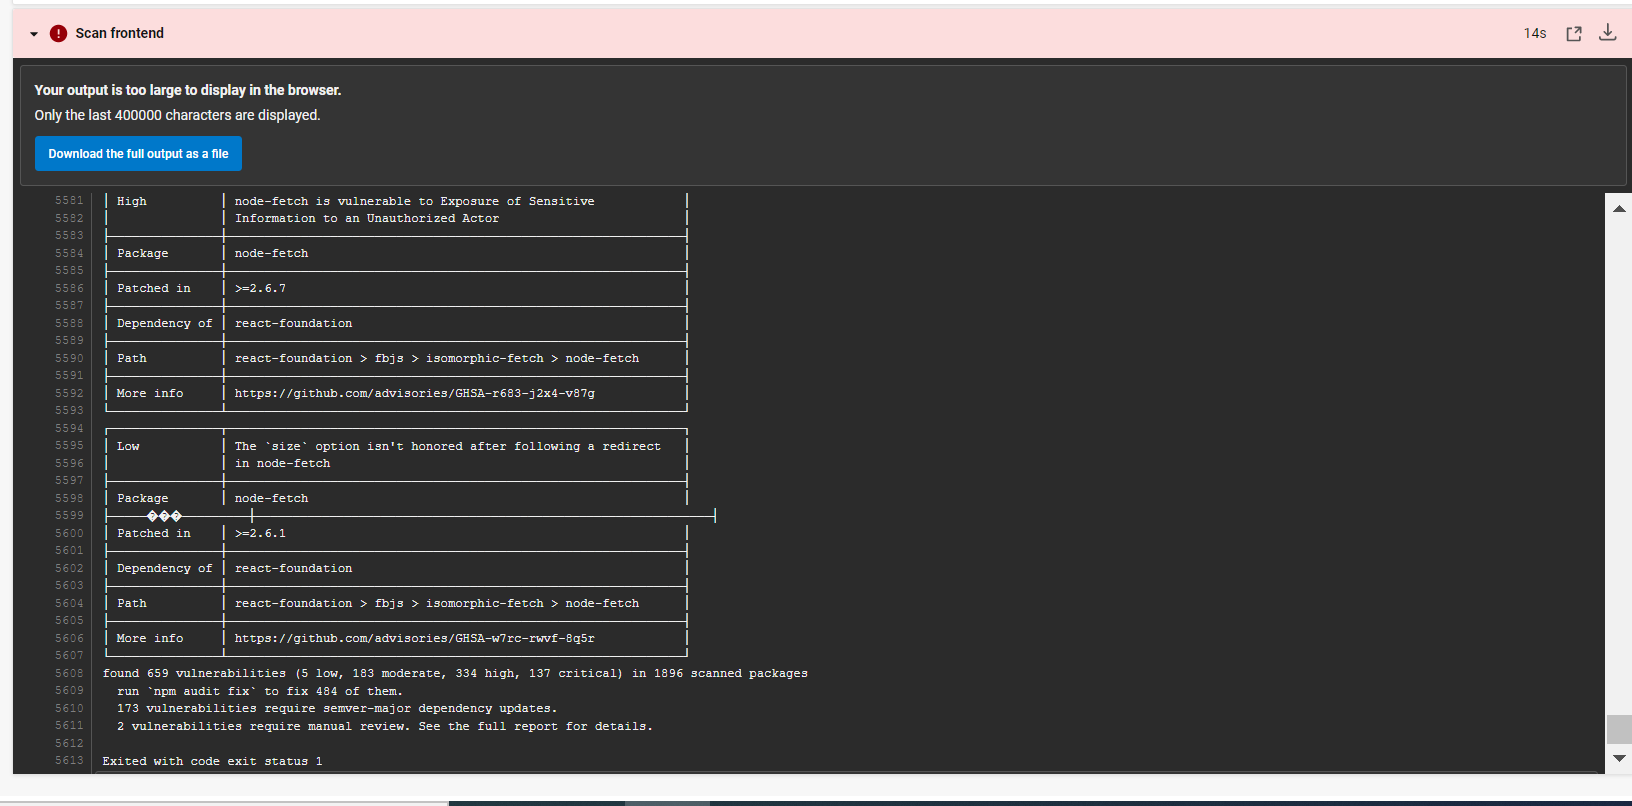 Scan frontend
14s
Your output is too large to display in the browser.
Only the last 400000 characters are displayed.
Download the full output as a file
5581 │ High │ node-fetch is vulnerable to Exposure of Sensitive │
5582 │ │ Information to an Unauthorized Actor │
5583
5584 │ Package │ node-fetch │
5585
5586 │ Patched in │ >=2.6.7 │
5587
5588 │ Dependency of │ react-foundation │
5589
5590 │ Path │ react-foundation > fbjs > isomorphic-fetch > node-fetch │
5591
5592 │ More info │ https://github.com/advisories/GHSA-r683-j2x4-v87g │
5593
5594
5595 │ Low │ The `size` option isn't honored after following a redirect │
5596 │ │ in node-fetch │
5597
5598 │ Package │ node-fetch │
5599 ���
5600 │ Patched in │ >=2.6.1 │
5601
5602 │ Dependency of │ react-foundation │
5603
5604 │ Path │ react-foundation > fbjs > isomorphic-fetch > node-fetch │
5605
5606 │ More info │ https://github.com/advisories/GHSA-w7rc-rwvf-8q5r │
5607
5608 found 659 vulnerabilities (5 low, 183 moderate, 334 high, 137 critical) in 1896 scanned packages
5609 run `npm audit fix` to fix 484 of them.
5610 173 vulnerabilities require semver-major dependency updates.
5611 2 vulnerabilities require manual review. See the full report for details.
5612
5613 Exited with code exit status 1